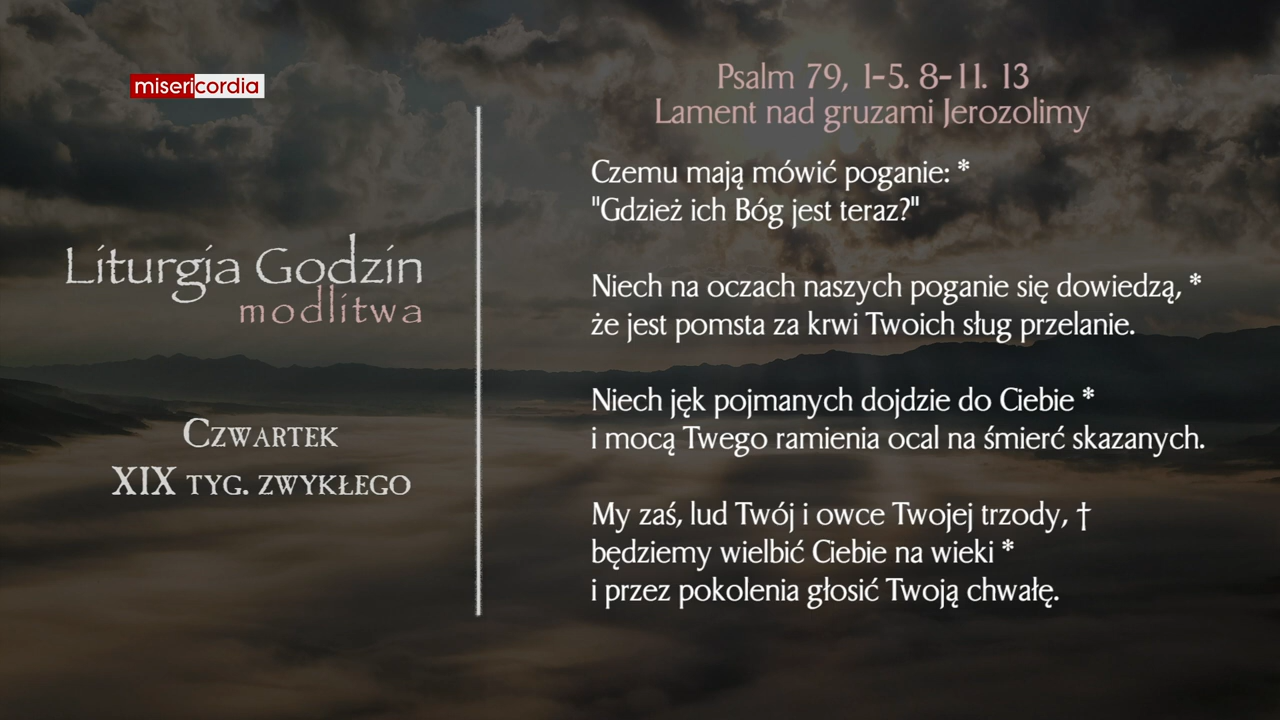 misericordia
Liturgia Godzin
modlitwa
Czwartek
XIX tyg. zwykłego
Psalm 79, 1-5. 8-11. 13
Lament nad gruzami Jerozolimy
Czemu mają mówić poganie: *
"Gdzież ich Bóg jest teraz?"
Niech na oczach naszych poganie się dowiedzą, *
że jest pomsta za krwi Twoich sług przelanie.
Niech jęk pojmanych dojdzie do Ciebie *
i mocą Twego ramienia ocal na śmierć skazanych.
My zaś, lud Twój i owce Twojej trzody, †
będziemy wielbić Ciebie na wieki *
i przez pokolenia głosić Twoją chwałę.